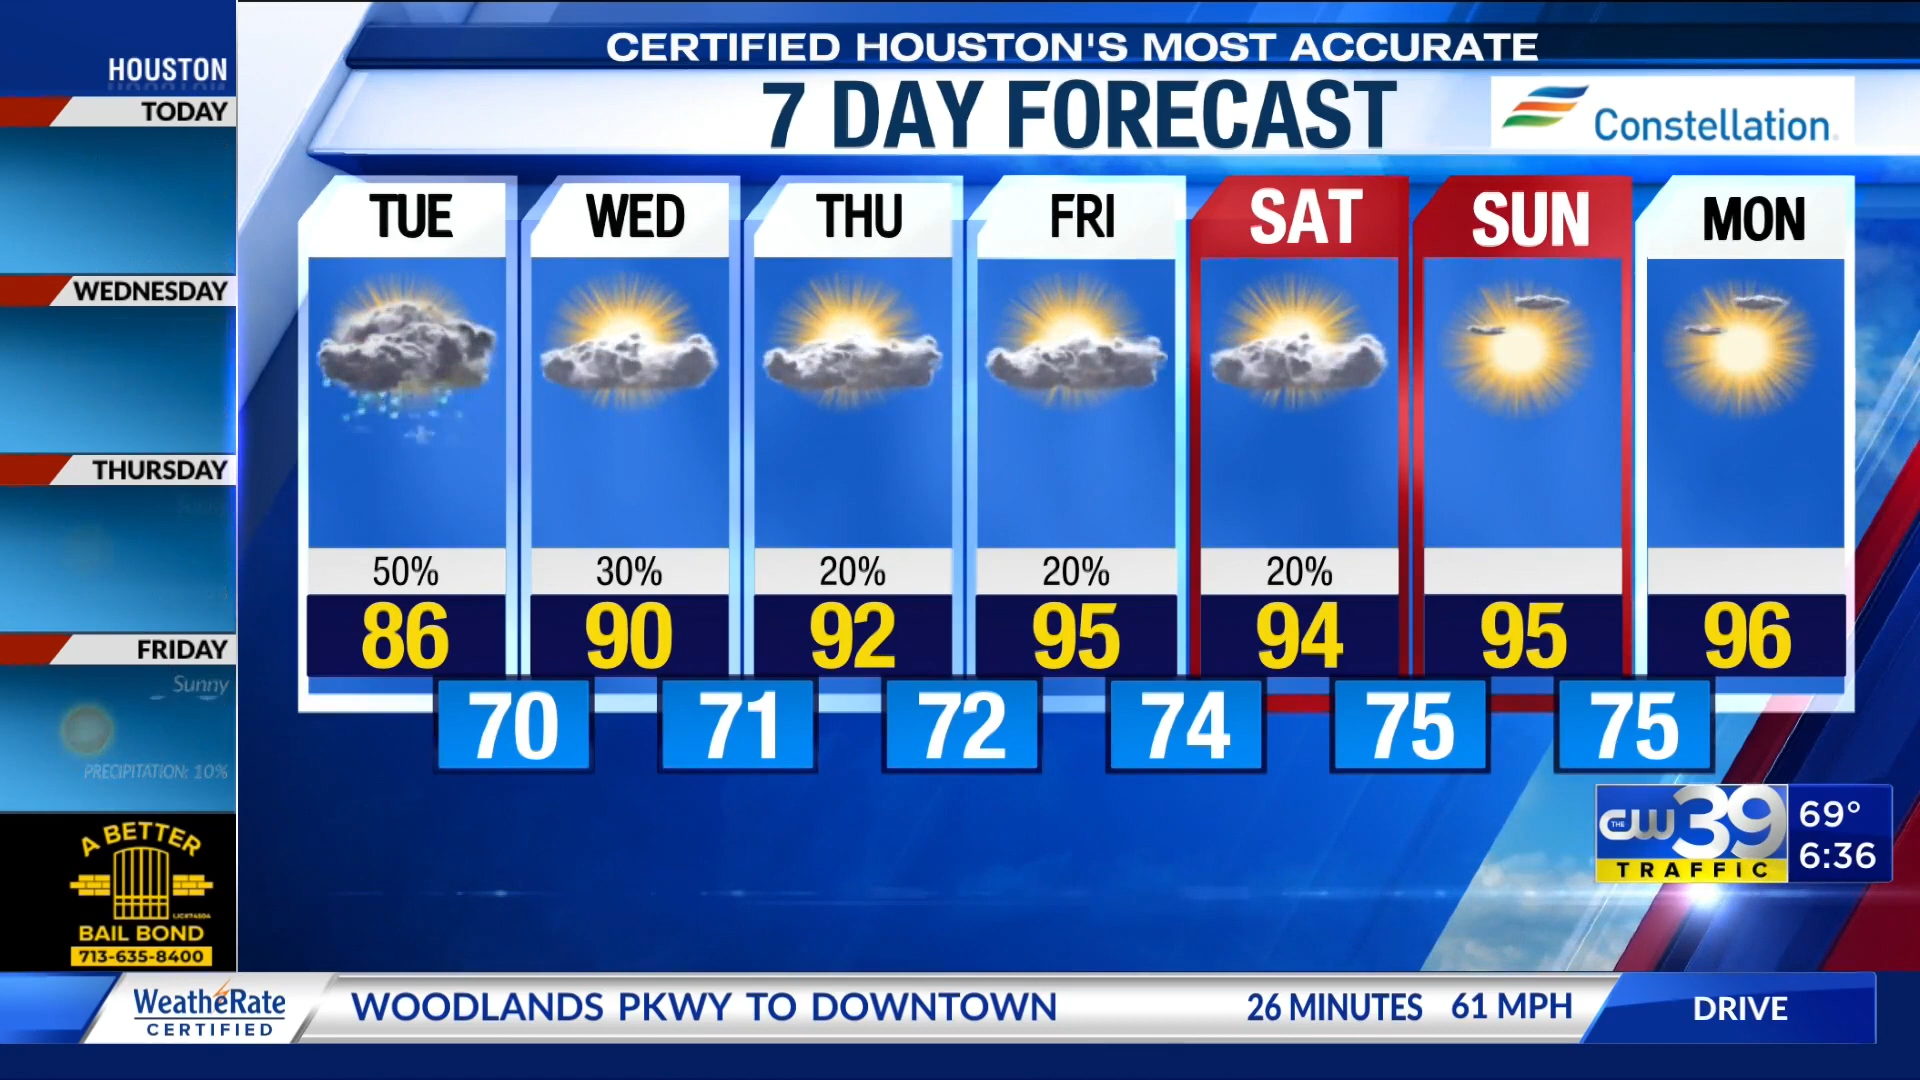 HOUSTON
TODAY
WEDNESDAY
THURSDAY
FRIDAY
Sunny
PRECIPITATION: 10%
A BETTER
BAIL BOND
713-635-8400
CERTIFIED HOUSTON'S MOST ACCURATE
7 DAY FORECAST
Constellation
TUE WED THU FRI SAT SUN MON
50% 30% 20% 20% 20%
86 90 92 95 94 95 96
70 71 72 74 75 75
THE CW 39
TRAFFIC
69°
6:36
WeatheRate
CERTIFIED
WOODLANDS PKWY TO DOWNTOWN 26 MINUTES 61 MPH DRIVE